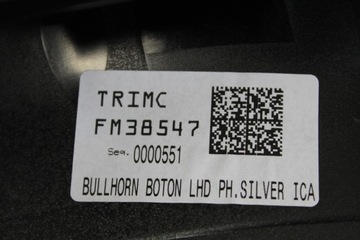 TRIMC
FM38547
Seq. 0000551
BULLHORN BOTON LHD PH.SILVER ICA